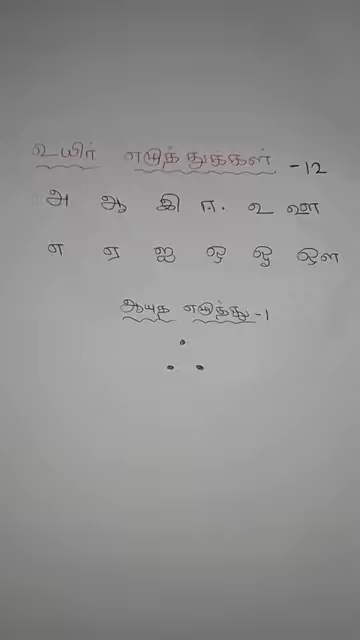 உயிர் எழுத்துக்கள் -12
அ ஆ இ ஈ உ ஊ
எ ஏ ஐ ஒ ஓ ஔ
ஆயுத எழுத்து -1
ஃ